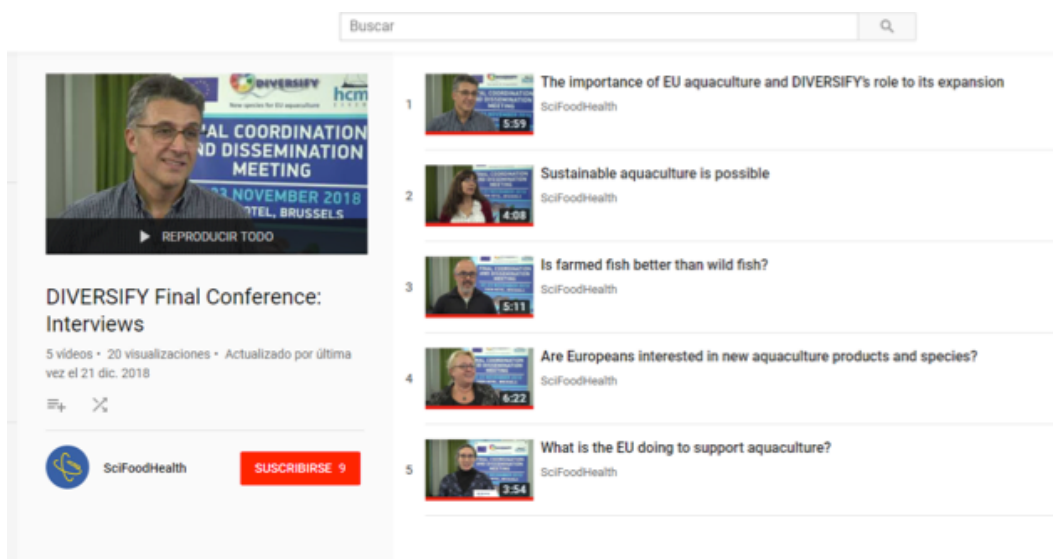 Buscar
DIVERSIFY
New species for EU aquaculture
hcm
AL COORDINATION
ND DISSEMINATION
MEETING
23 NOVEMBER 2018
OTEL, BRUSSELS
REPRODUCIR TODO
DIVERSIFY Final Conference:
Interviews
5 vídeos • 20 visualizaciones • Actualizado por última
vez el 21 dic. 2018
SciFoodHealth
SUSCRIBIRSE 9
1
5:59
The importance of EU aquaculture and DIVERSIFY's role to its expansion
SciFoodHealth
2
4:08
Sustainable aquaculture is possible
SciFoodHealth
3
5:11
Is farmed fish better than wild fish?
SciFoodHealth
4
6:22
Are Europeans interested in new aquaculture products and species?
SciFoodHealth
5
3:54
What is the EU doing to support aquaculture?
SciFoodHealth